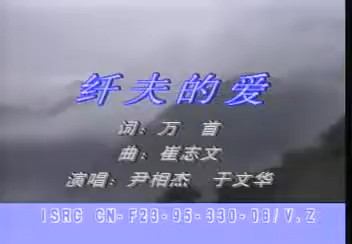 纤夫的爱
词：万 首
曲：崔志文
演唱：尹相杰 于文华
ISRC CN-F23-95-330-08/V.Z